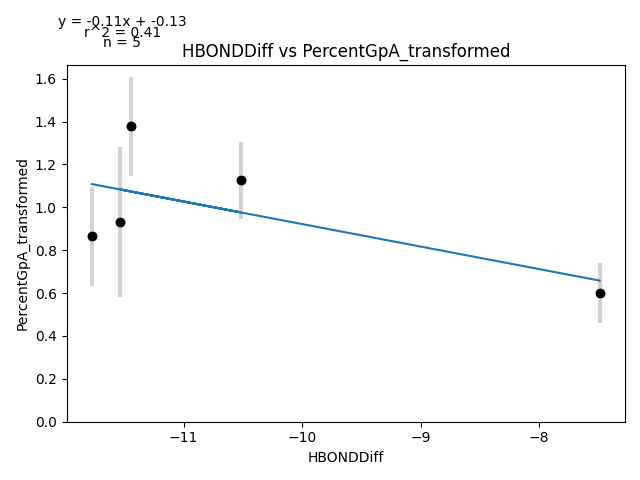 y = -0.11x + -0.13
r^2 = 0.41
n = 5
HBONDDiff vs PercentGpA_transformed
1.6
1.4
1.2
1.0
0.8
0.6
0.4
0.2
0.0
PercentGpA_transformed
−11
−10
−9
−8
HBONDDiff